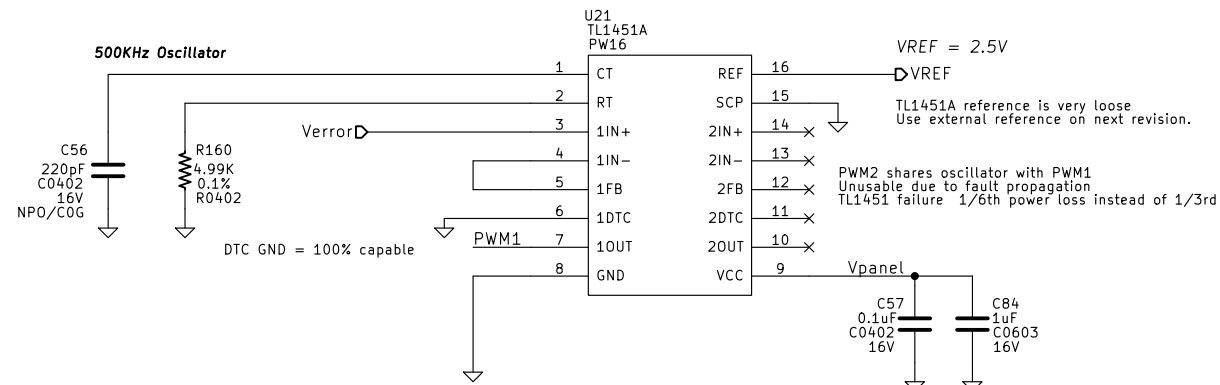 U21
TL1451A
PW16
500KHz Oscillator
VREF = 2.5V
1 CT REF 16 VREF
2 RT SCP 15
Verror 3 1IN+ 2IN+ 14
4 1IN- 2IN- 13
5 1FB 2FB 12
6 1DTC 2DTC 11
PWM1 7 1OUT 2OUT 10
8 GND VCC 9 Vpanel
TL1451A reference is very loose
Use external reference on next revision.
C56
220pF
C0402
16V
NPO/C0G
R160
4.99K
0.1%
R0402
PWM2 shares oscillator with PWM1
Unusable due to fault propagation
TL1451 failure 1/6th power loss instead of 1/3rd
DTC GND = 100% capable
C57
0.1uF
C0402
16V
C84
1uF
C0603
16V